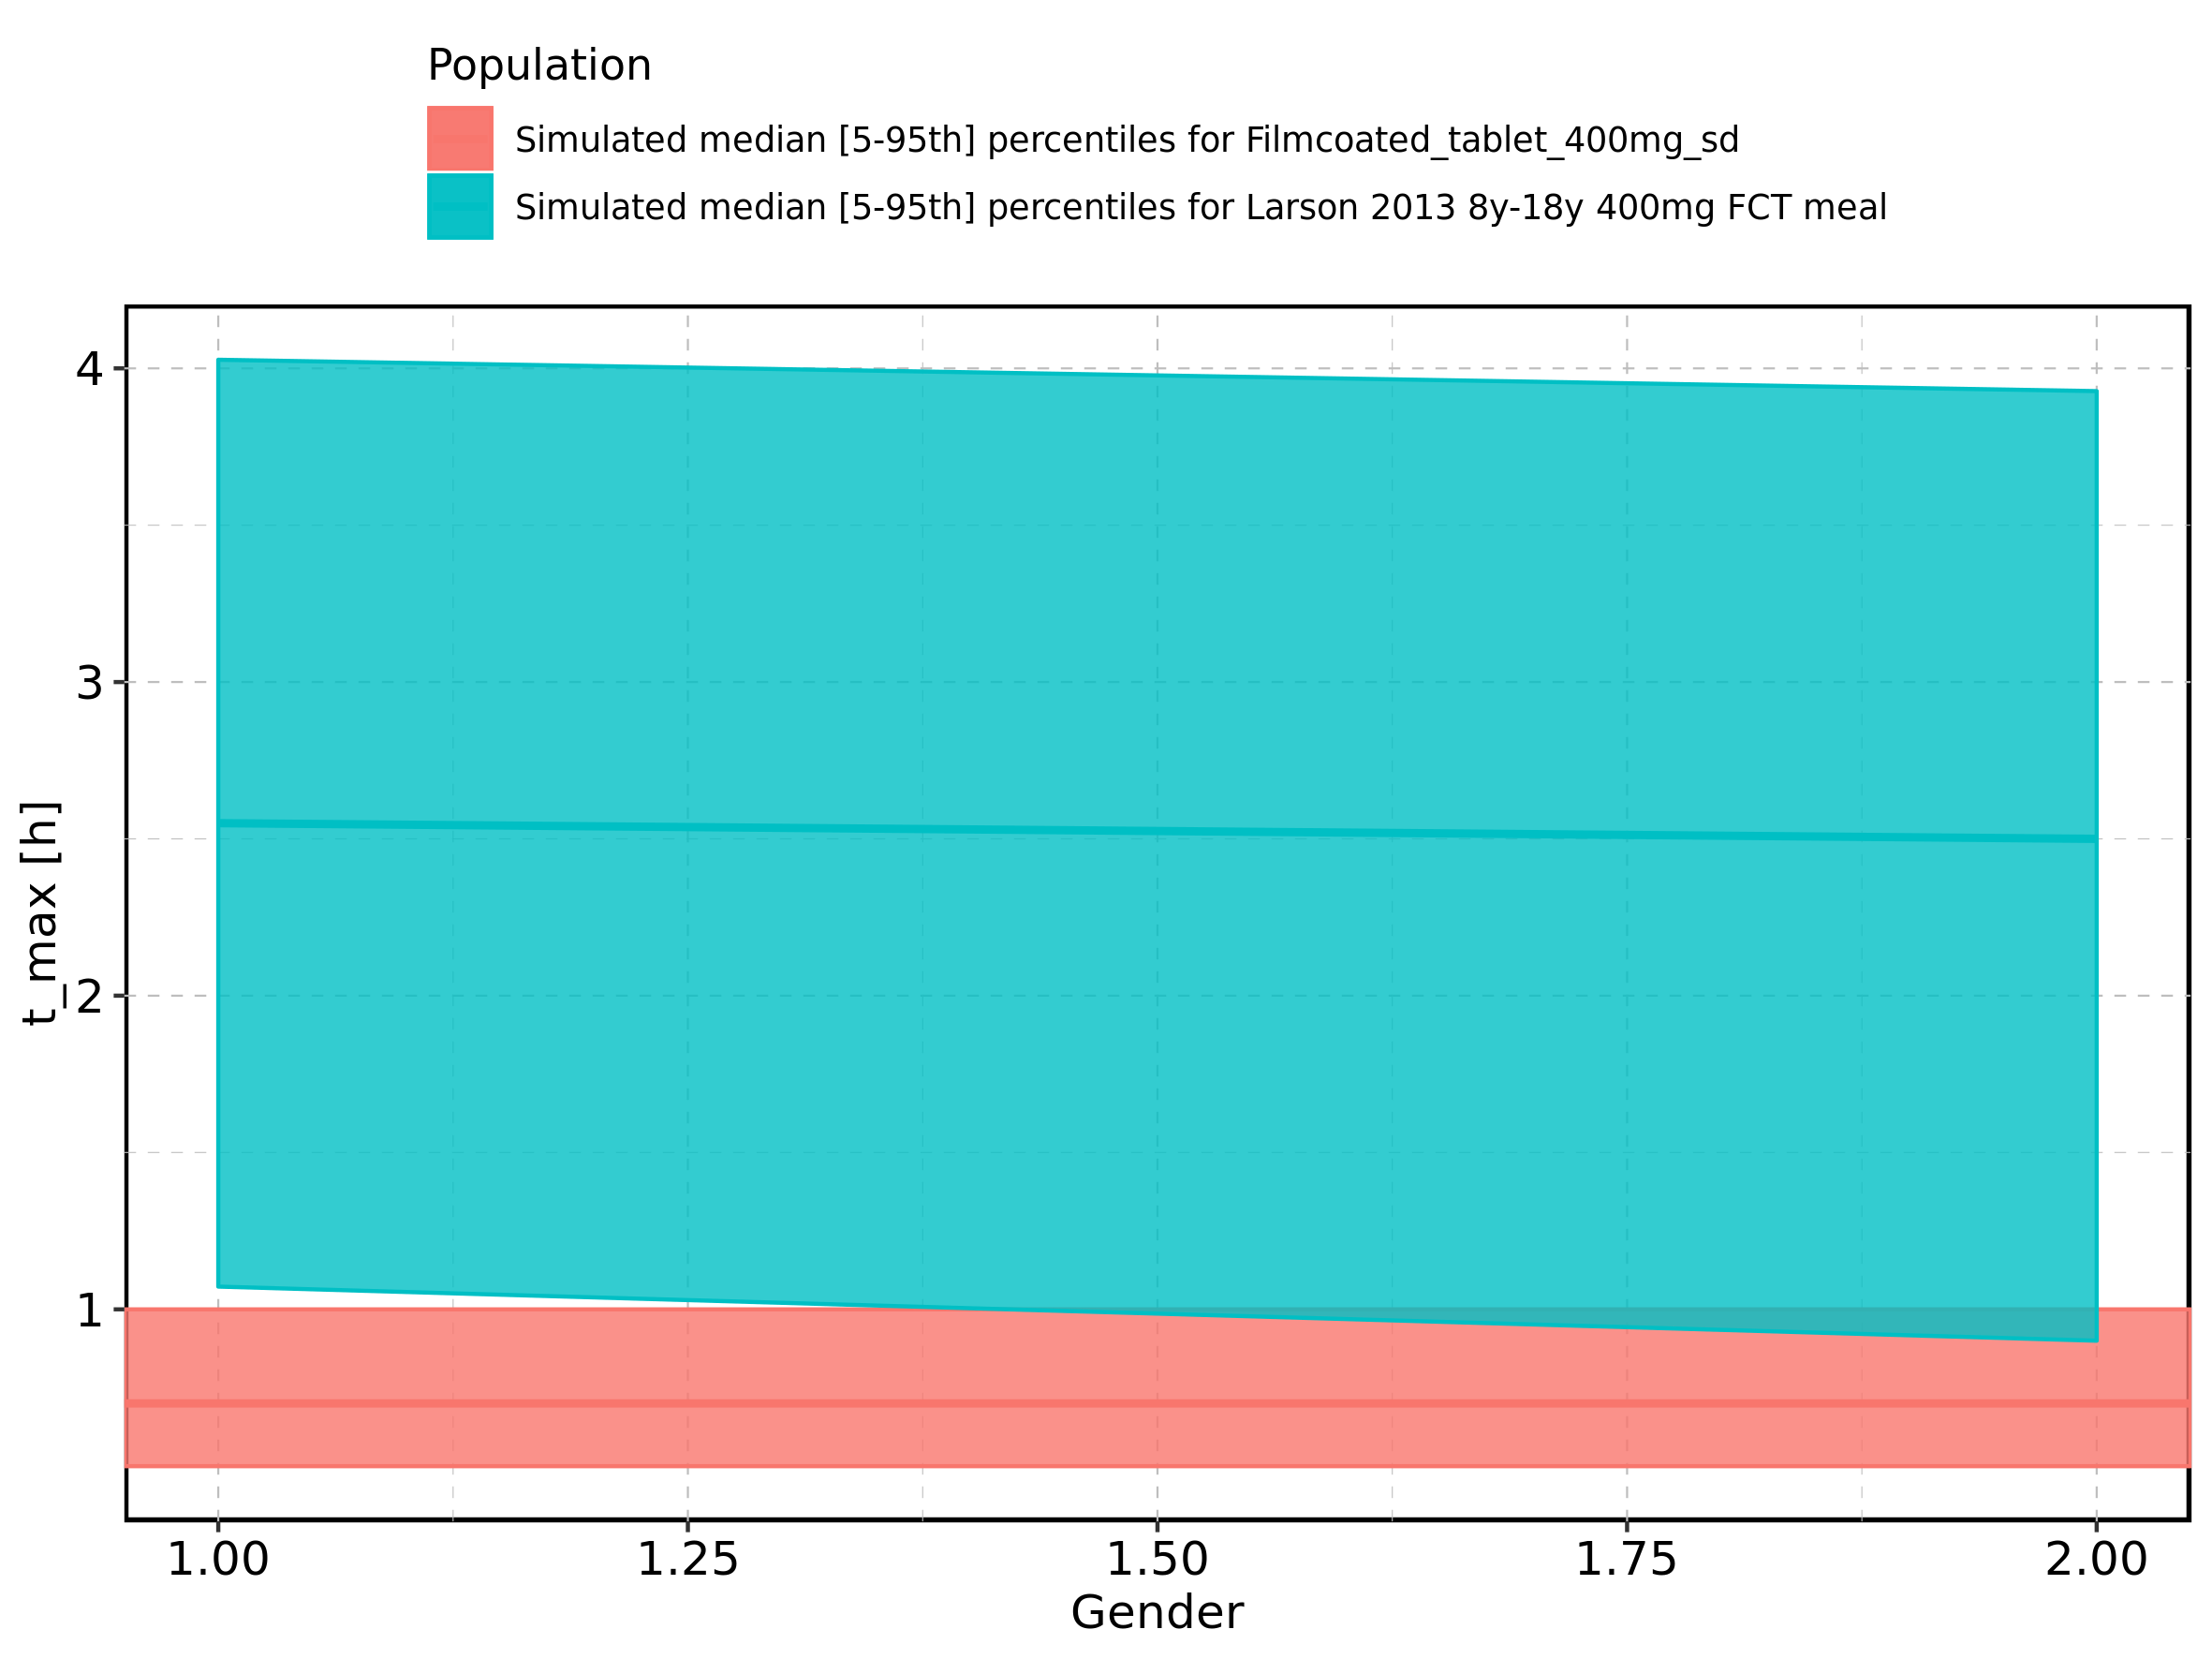 Population
Simulated median [5-95th] percentiles for Filmcoated_tablet_400mg_sd
Simulated median [5-95th] percentiles for Larson 2013 8y-18y 400mg FCT meal
4
3
2
1
t_max [h]
1.00 1.25 1.50 1.75 2.00
Gender